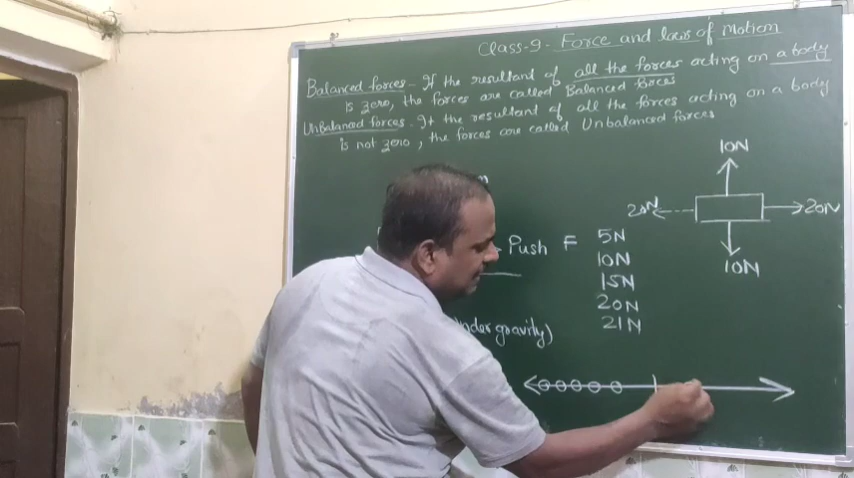 Class-9- Force and laws of Motion
Balanced forces - If the resultant of all the forces acting on a body
is zero, the forces are called Balanced forces
UnBalanced forces - If the resultant of all the forces acting on a body
is not zero, the forces are called Unbalanced forces
10N
20N
20N
10N
Push F
5N
10N
15N
20N
21N
under gravity)